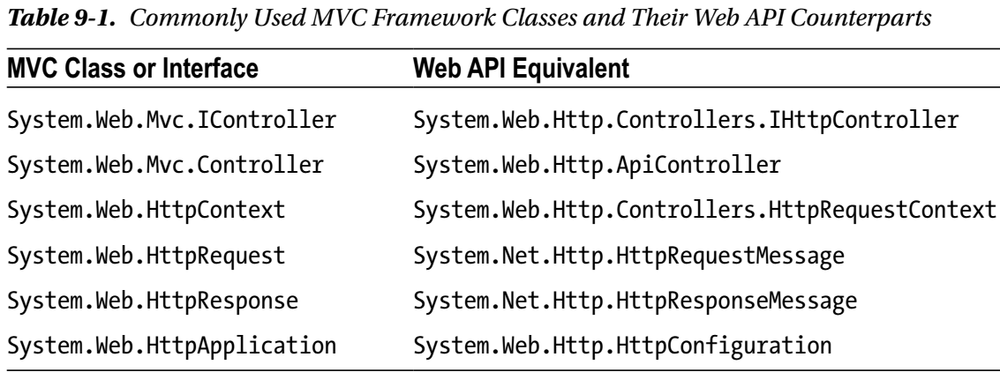 Table 9-1. Commonly Used MVC Framework Classes and Their Web API Counterparts
MVC Class or Interface Web API Equivalent
System.Web.Mvc.IController System.Web.Http.Controllers.IHttpController
System.Web.Mvc.Controller System.Web.Http.ApiController
System.Web.HttpContext System.Web.Http.Controllers.HttpRequestContext
System.Web.HttpRequest System.Net.Http.HttpRequestMessage
System.Web.HttpResponse System.Net.Http.HttpResponseMessage
System.Web.HttpApplication System.Web.Http.HttpConfiguration